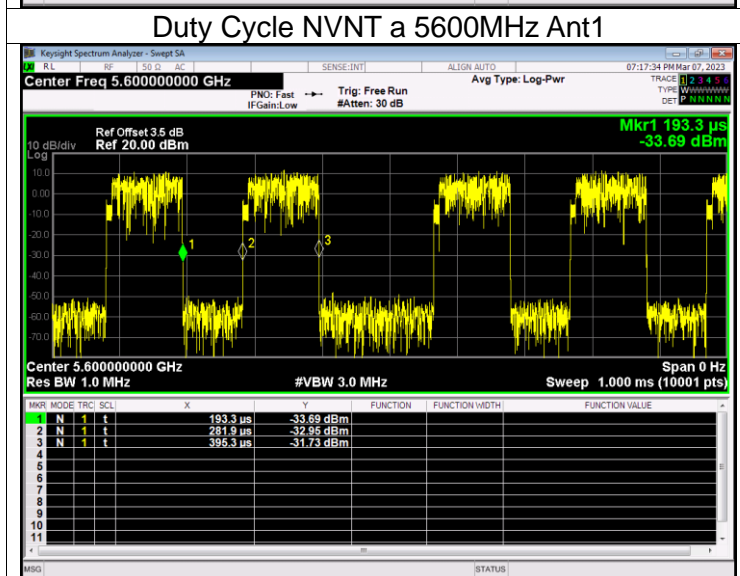 Duty Cycle NVNT a 5600MHz Ant1
Keysight Spectrum Analyzer - Swept SA
LXI RL RF 50 Ω AC SENSE:INT ALIGN AUTO 07:17:34 PM Mar 07, 2023
Center Freq 5.600000000 GHz Avg Type: Log-Pwr TRACE 1 2 3 4 5 6
PNO: Fast Trig: Free Run TYPE WWWWWW
IFGain:Low #Atten: 30 dB DET P NNNNN
Mkr1 193.3 µs
Ref Offset 3.5 dB
10 dB/div Ref 20.00 dBm -33.69 dBm
Log
10.0
0.00
-10.0
-20.0
1 2 3
-30.0
-40.0
-50.0
-60.0
-70.0
Center 5.600000000 GHz Span 0 Hz
Res BW 1.0 MHz #VBW 3.0 MHz Sweep 1.000 ms (10001 pts)
MKR MODE TRC SCL X Y FUNCTION FUNCTION WIDTH FUNCTION VALUE
1 N 1 t 193.3 µs -33.69 dBm
2 N 1 t 281.9 µs -32.95 dBm
3 N 1 t 395.3 µs -31.73 dBm
4
5
6
7
8
9
10
11
MSG STATUS